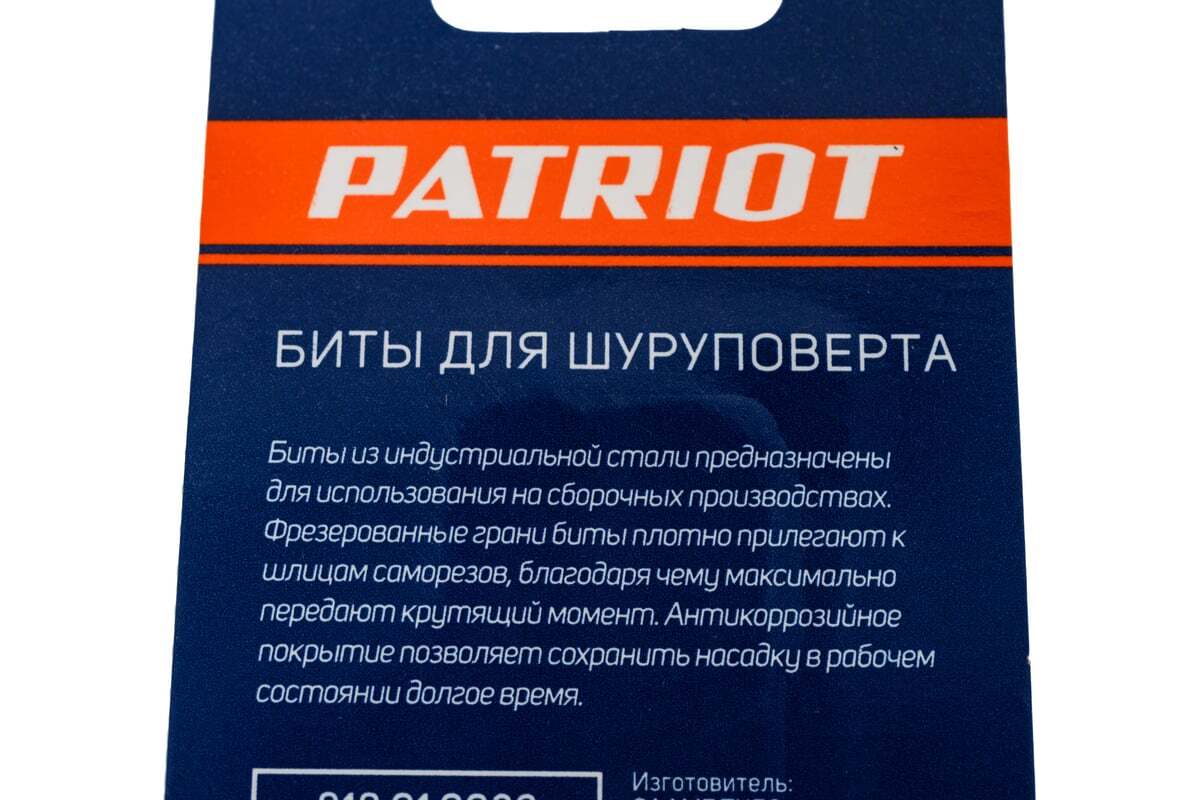 PATRIOT
БИТЫ ДЛЯ ШУРУПОВЕРТА
Биты из индустриальной стали предназначены
для использования на сборочных производствах.
Фрезерованные грани биты плотно прилегают к
шлицам саморезов, благодаря чему максимально
передают крутящий момент. Антикоррозийное
покрытие позволяет сохранить насадку в рабочем
состоянии долгое время.
Изготовитель: